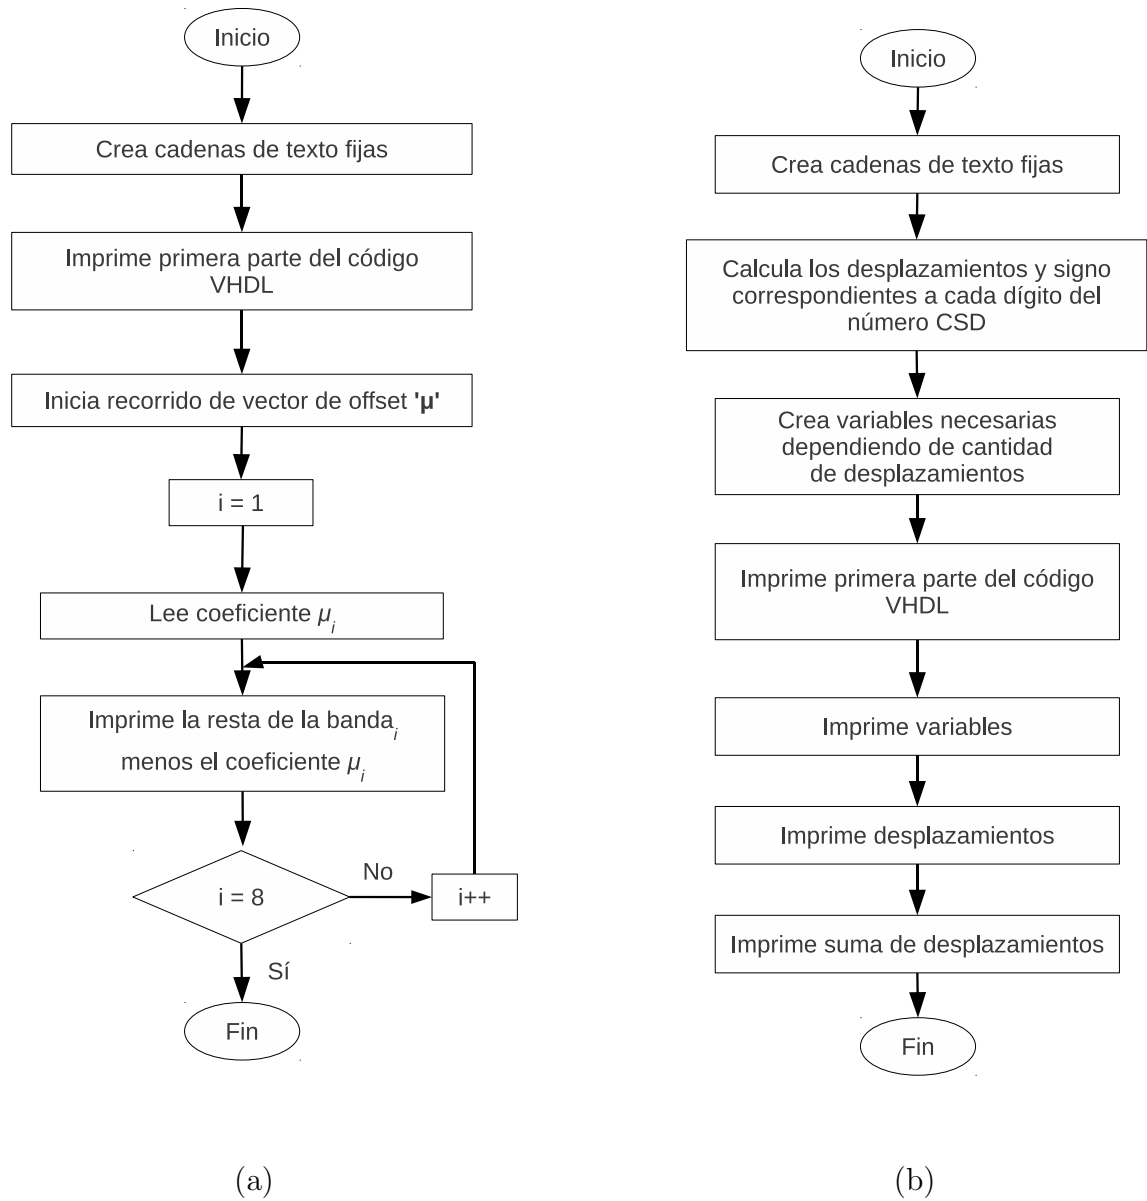 Inicio
Crea cadenas de texto fijas
Imprime primera parte del código
VHDL
Inicia recorrido de vector de offset 'μ'
i = 1
Lee coeficiente μi
Imprime la resta de la bandai
menos el coeficiente μi
i = 8
No
i++
Sí
Fin
(a)
Inicio
Crea cadenas de texto fijas
Calcula los desplazamientos y signo
correspondientes a cada dígito del
número CSD
Crea variables necesarias
dependiendo de cantidad
de desplazamientos
Imprime primera parte del código
VHDL
Imprime variables
Imprime desplazamientos
Imprime suma de desplazamientos
Fin
(b)